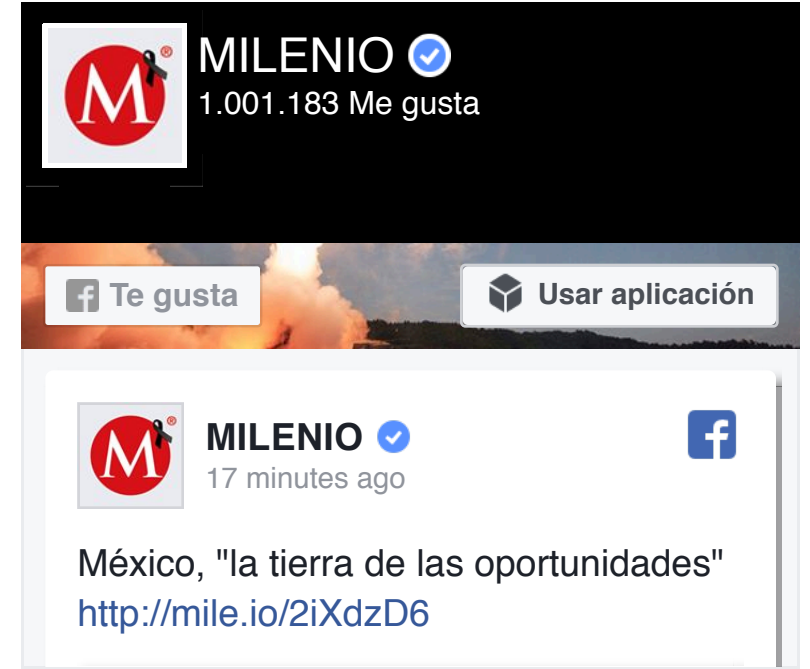 M®
MILENIO
1.001.183 Me gusta
f Te gusta
Usar aplicación
M®
MILENIO
f
17 minutes ago
México, "la tierra de las oportunidades"
http://mile.io/2iXdzD6